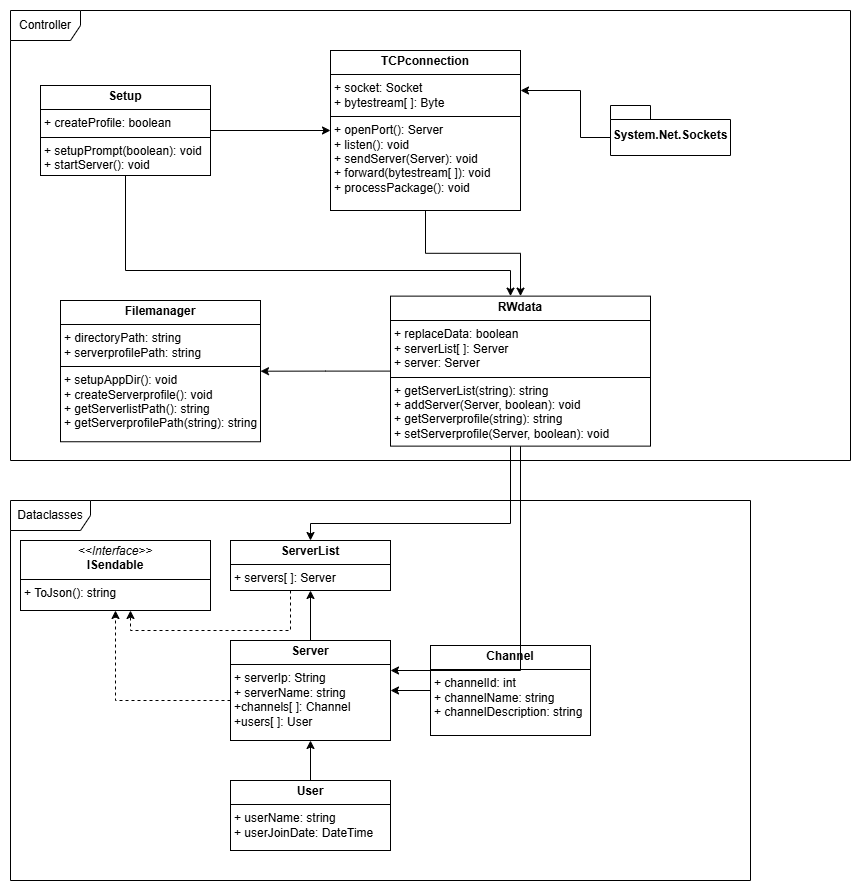 Controller
TCPconnection
+ socket: Socket
+ bytestream[ ]: Byte
+ openPort(): Server
+ listen(): void
+ sendServer(Server): void
+ forward(bytestream[ ]): void
+ processPackage(): void
Setup
+ createProfile: boolean
+ setupPrompt(boolean): void
+ startServer(): void
System.Net.Sockets
Filemanager
+ directoryPath: string
+ serverprofilePath: string
+ setupAppDir(): void
+ createServerprofile(): void
+ getServerlistPath(): string
+ getServerprofilePath(string): string
RWdata
+ replaceData: boolean
+ serverList[ ]: Server
+ server: Server
+ getServerList(string): string
+ addServer(Server, boolean): void
+ getServerprofile(string): string
+ setServerprofile(Server, boolean): void
Dataclasses
<<Interface>>
ISendable
+ ToJson(): string
ServerList
+ servers[ ]: Server
Server
+ serverIp: String
+ serverName: string
+channels[ ]: Channel
+users[ ]: User
Channel
+ channelId: int
+ channelName: string
+ channelDescription: string
User
+ userName: string
+ userJoinDate: DateTime